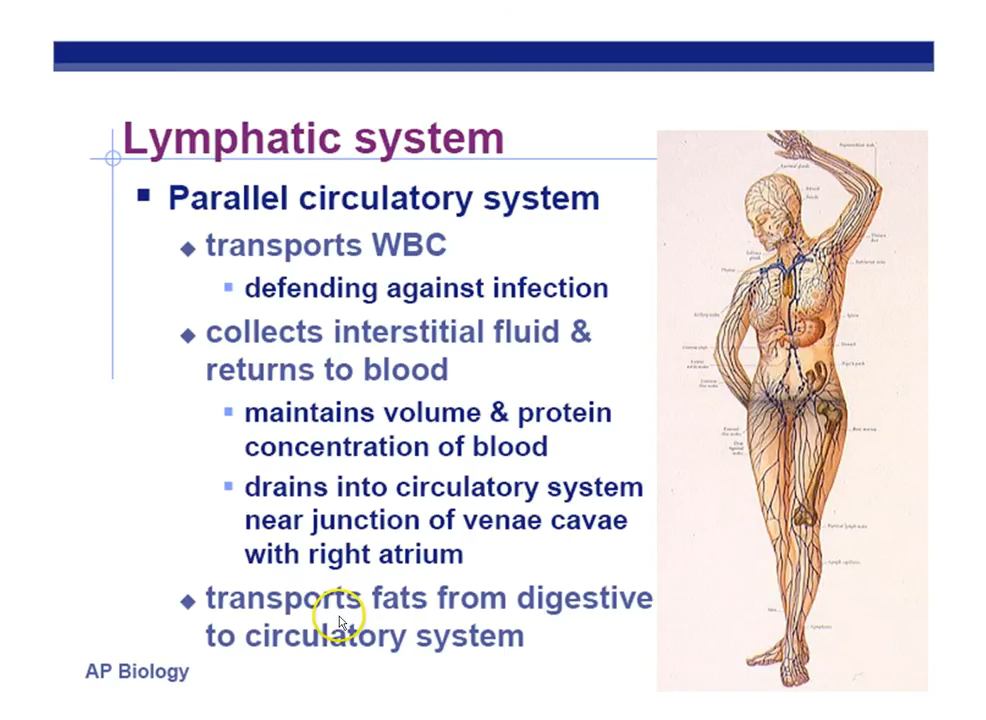 Lymphatic system
Parallel circulatory system
transports WBC
defending against infection
collects interstitial fluid &
returns to blood
maintains volume & protein
concentration of blood
drains into circulatory system
near junction of venae cavae
with right atrium
transports fats from digestive
to circulatory system
AP Biology